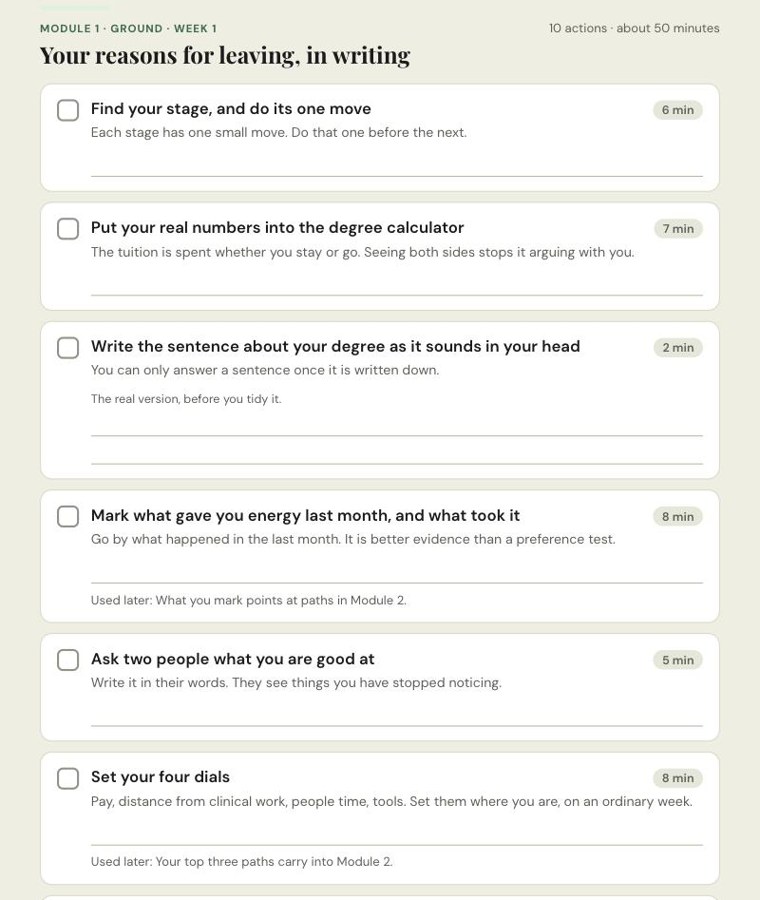 MODULE 1 · GROUND · WEEK 1
10 actions · about 50 minutes
Your reasons for leaving, in writing
Find your stage, and do its one move
6 min
Each stage has one small move. Do that one before the next.
Put your real numbers into the degree calculator
7 min
The tuition is spent whether you stay or go. Seeing both sides stops it arguing with you.
Write the sentence about your degree as it sounds in your head
2 min
You can only answer a sentence once it is written down.
The real version, before you tidy it.
Mark what gave you energy last month, and what took it
8 min
Go by what happened in the last month. It is better evidence than a preference test.
Used later: What you mark points at paths in Module 2.
Ask two people what you are good at
5 min
Write it in their words. They see things you have stopped noticing.
Set your four dials
8 min
Pay, distance from clinical work, people time, tools. Set them where you are, on an ordinary week.
Used later: Your top three paths carry into Module 2.